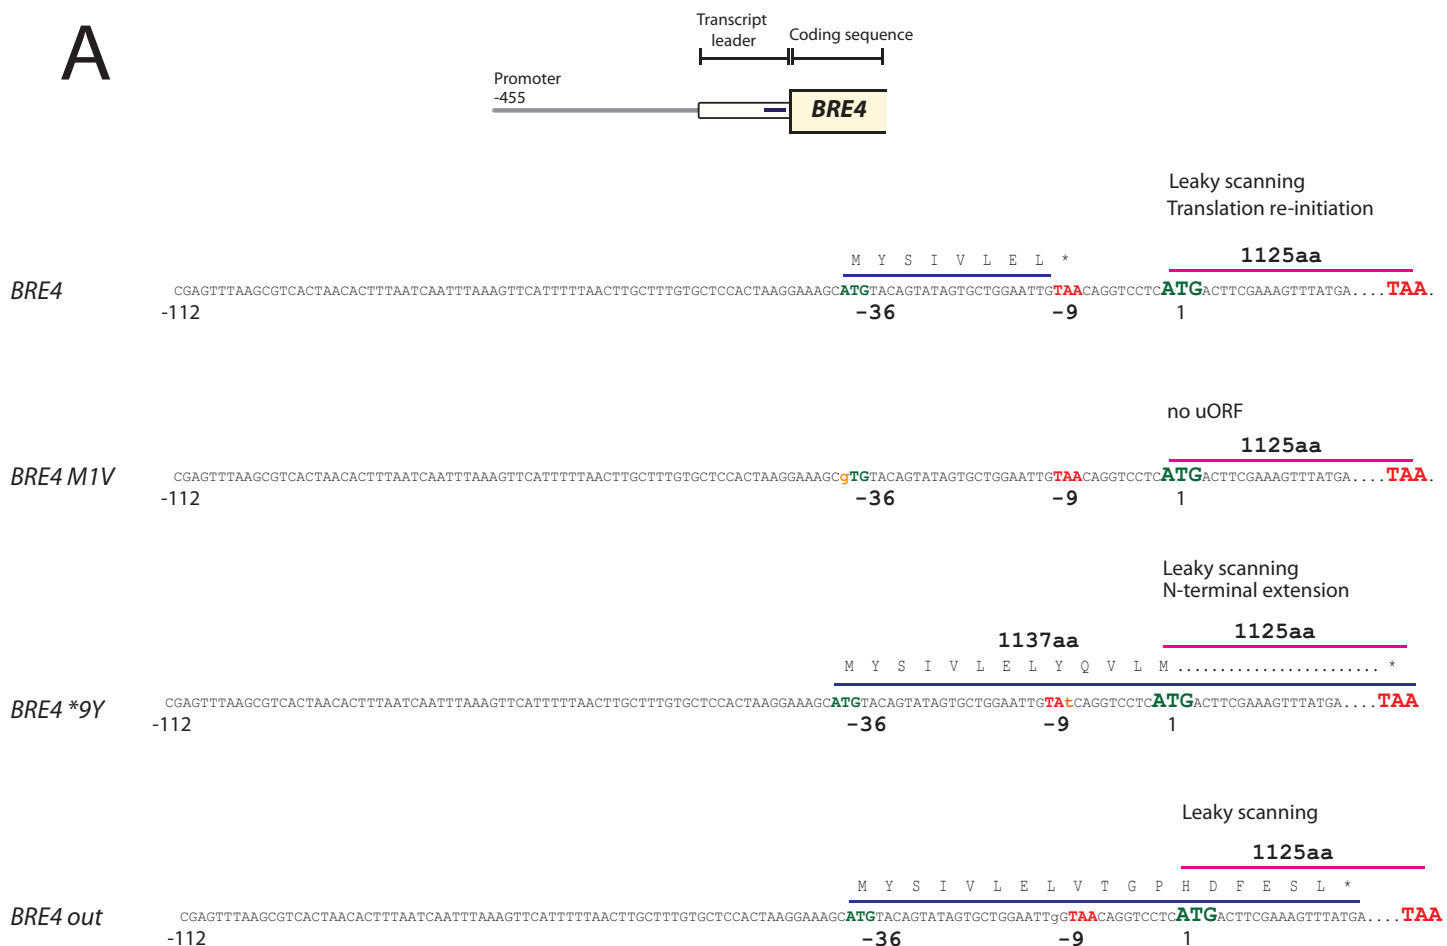 A
Transcript
leader
Coding sequence
Promoter
-455
BRE4
Leaky scanning
Translation re-initiation
1125aa
M Y S I V L E L *
BRE4
CGAGTTTAAGCGTCACTAACACTTTAATCAATTTAAAGTTCATTTTTAACTTGCTTTGTGCTCCACTAAGGAAAGCATGTACAGTATAGTGCTGGAATTGTAACAGGTCCTCATGACTTCGAAAGTTTATGA....TAA.
-112
-36
-9
1
no uORF
1125aa
BRE4 M1V
CGAGTTTAAGCGTCACTAACACTTTAATCAATTTAAAGTTCATTTTTAACTTGCTTTGTGCTCCACTAAGGAAAGCgTGTACAGTATAGTGCTGGAATTGTAACAGGTCCTCATGACTTCGAAAGTTTATGA....TAA.
-112
-36
-9
1
Leaky scanning
N-terminal extension
1125aa
1137aa
M Y S I V L E L Y Q V L M ....................... *
BRE4 *9Y
CGAGTTTAAGCGTCACTAACACTTTAATCAATTTAAAGTTCATTTTTAACTTGCTTTGTGCTCCACTAAGGAAAGCATGTACAGTATAGTGCTGGAATTGTAtCAGGTCCTCATGACTTCGAAAGTTTATGA....TAA
-112
-36
-9
1
Leaky scanning
1125aa
M Y S I V L E L V T G P H D F E S L *
BRE4 out
CGAGTTTAAGCGTCACTAACACTTTAATCAATTTAAAGTTCATTTTTAACTTGCTTTGTGCTCCACTAAGGAAAGCATGTACAGTATAGTGCTGGAATTgGTAACAGGTCCTCATGACTTCGAAAGTTTATGA....TAA
-112
-36
-9
1